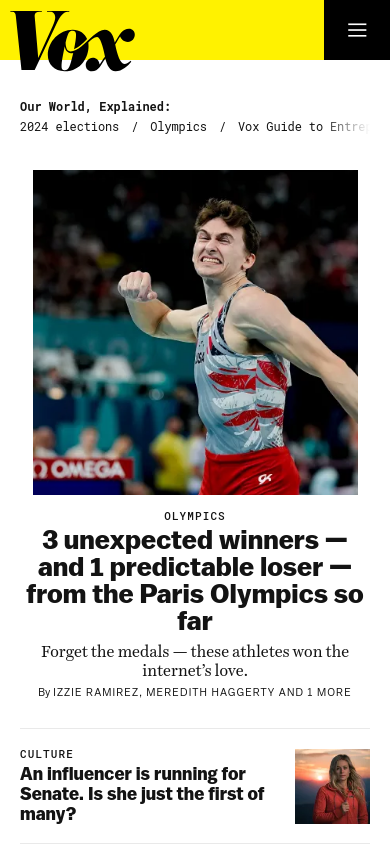 Vox
Our World, Explained:
2024 elections / Olympics / Vox Guide to
USA
OMEGA
GK
OLYMPICS
3 unexpected winners —
and 1 predictable loser —
from the Paris Olympics so
far
Forget the medals — these athletes won the
internet’s love.
By IZZIE RAMIREZ, MEREDITH HAGGERTY AND 1 MORE
CULTURE
An influencer is running for
Senate. Is she just the first of
many?